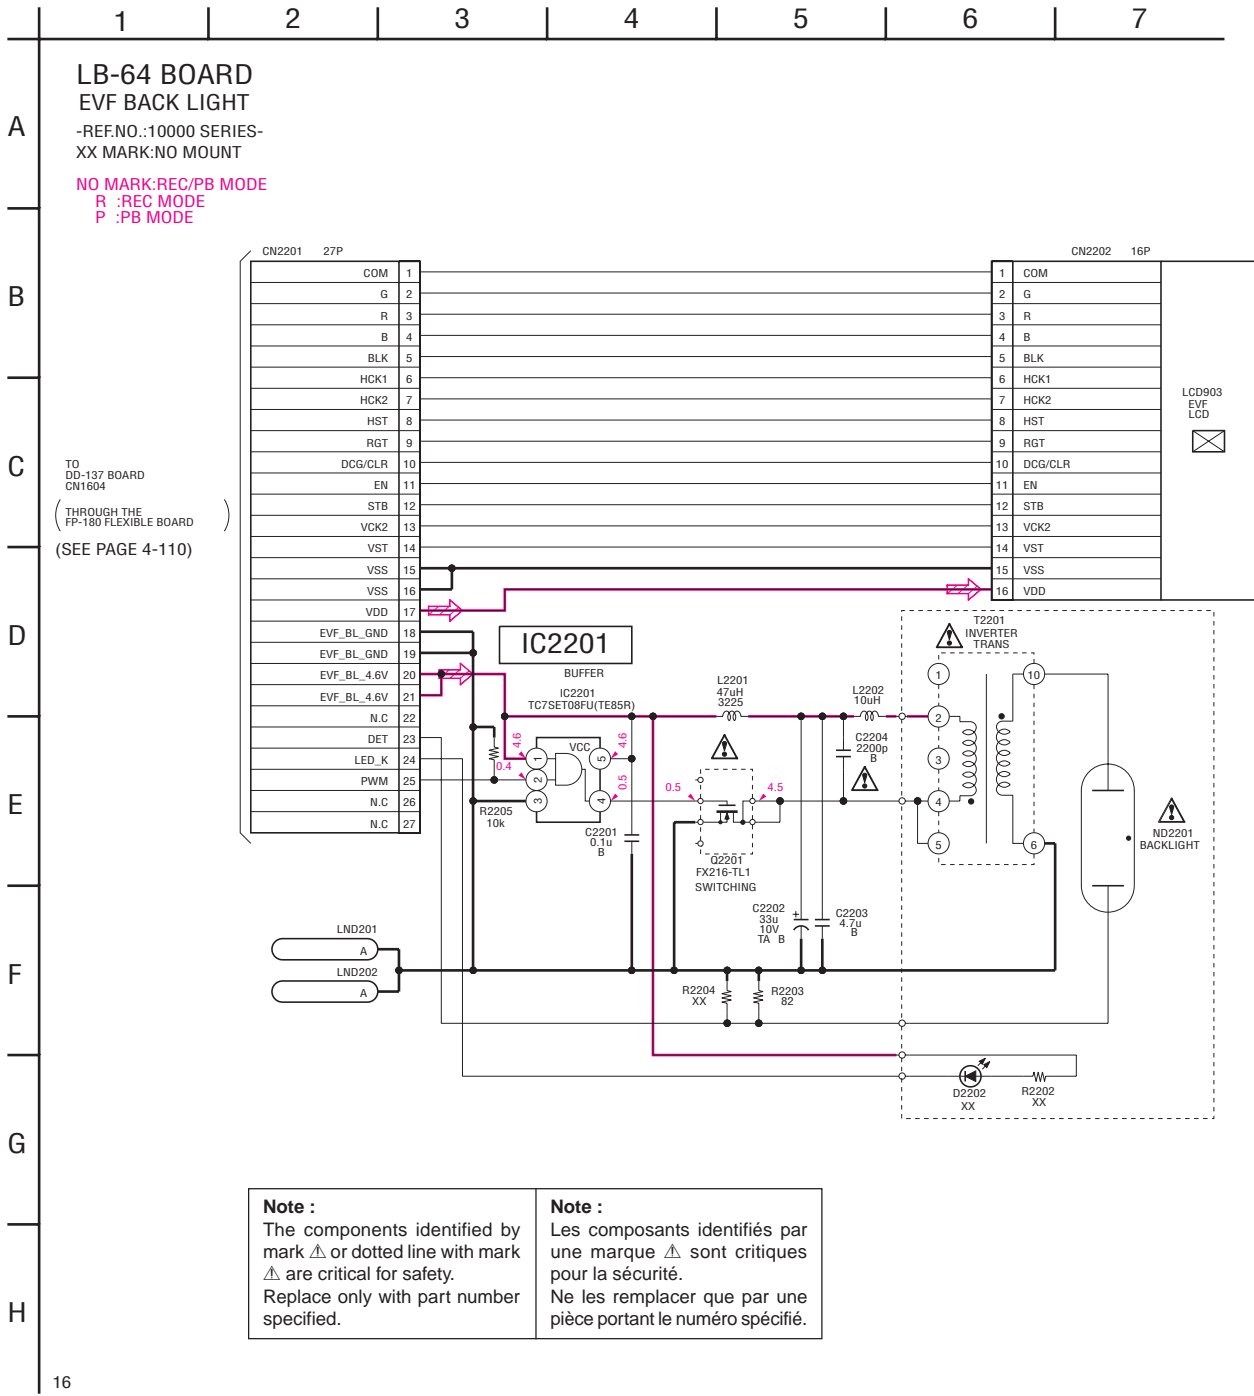 1 2 3 4 5 6 7
A
B
C
D
E
F
G
H
LB-64 BOARD
EVF BACK LIGHT
-REF.NO.:10000 SERIES-
XX MARK:NO MOUNT
NO MARK:REC/PB MODE
R :REC MODE
P :PB MODE
CN2201 27P
COM 1
G 2
R 3
B 4
BLK 5
HCK1 6
HCK2 7
HST 8
RGT 9
DCG/CLR 10
EN 11
STB 12
VCK2 13
VST 14
VSS 15
VSS 16
VDD 17
EVF_BL_GND 18
EVF_BL_GND 19
EVF_BL_4.6V 20
EVF_BL_4.6V 21
N.C 22
DET 23
LED_K 24
PWM 25
N.C 26
N.C 27
TO
DD-137 BOARD
CN1604
THROUGH THE
FP-180 FLEXIBLE BOARD
(SEE PAGE 4-110)
CN2202 16P
1 COM
2 G
3 R
4 B
5 BLK
6 HCK1
7 HCK2
8 HST
9 RGT
10 DCG/CLR
11 EN
12 STB
13 VCK2
14 VST
15 VSS
16 VDD
LCD903
EVF
LCD
IC2201
BUFFER
IC2201
TC7SET08FU(TE85R)
VCC
1
2
3
4
5
4.6
0.4
4.6
0.5
R2205
10k
C2201
0.1u
B
L2201
47uH
3225
L2202
10uH
C2204
2200p
B
0.5
4.5
Q2201
FX216-TL1
SWITCHING
C2202
33u
10V
TA B
+
C2203
4.7u
B
R2204
XX
R2203
82
T2201
INVERTER
TRANS
1
2
3
4
5
10
6
ND2201
BACKLIGHT
D2202
XX
R2202
XX
LND201
A
LND202
A
Note :
The components identified by
mark ⚠ or dotted line with mark
⚠ are critical for safety.
Replace only with part number
specified.
Note :
Les composants identifiés par
une marque ⚠ sont critiques
pour la sécurité.
Ne les remplacer que par une
pièce portant le numéro spécifié.
16